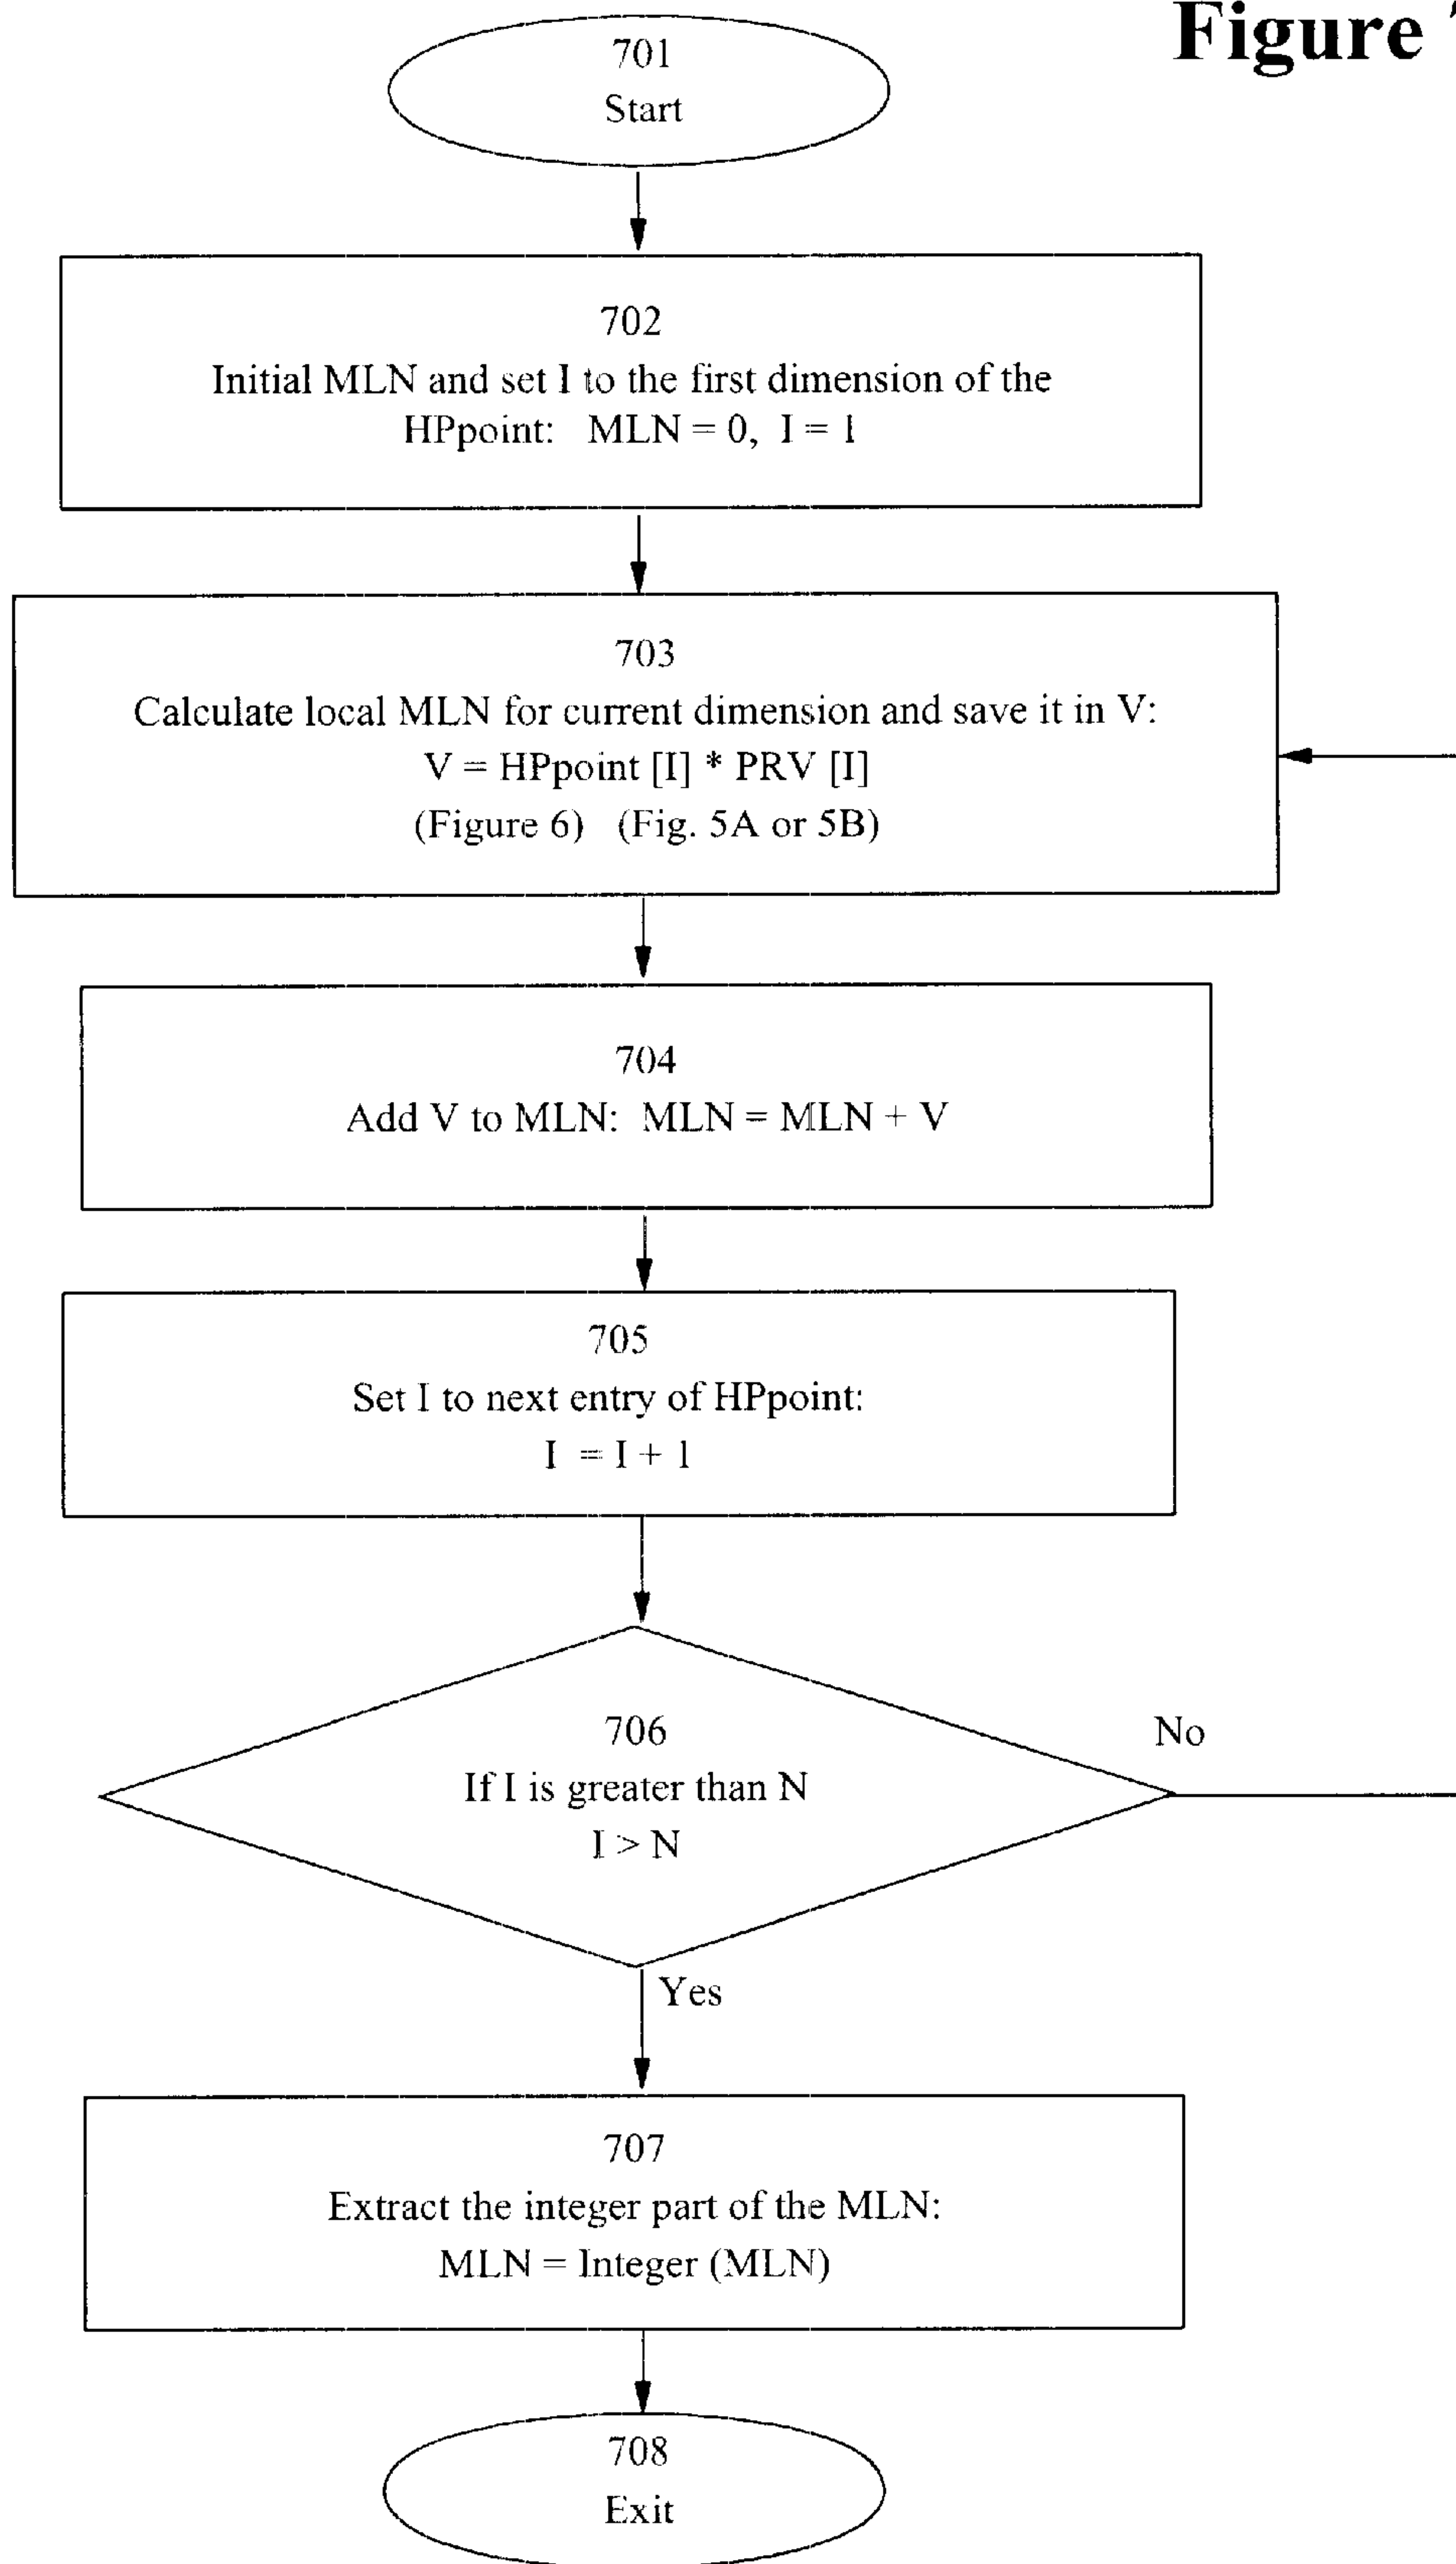 Figure
701
Start
702
Initial MLN and set I to the first dimension of the
HPpoint: MLN = 0, I = 1
703
Calculate local MLN for current dimension and save it in V:
V = HPpoint [I] * PRV [I]
(Figure 6) (Fig. 5A or 5B)
704
Add V to MLN: MLN = MLN + V
705
Set I to next entry of HPpoint:
I = I + 1
706
If I is greater than N
I > N
No
Yes
707
Extract the integer part of the MLN:
MLN = Integer (MLN)
708
Exit